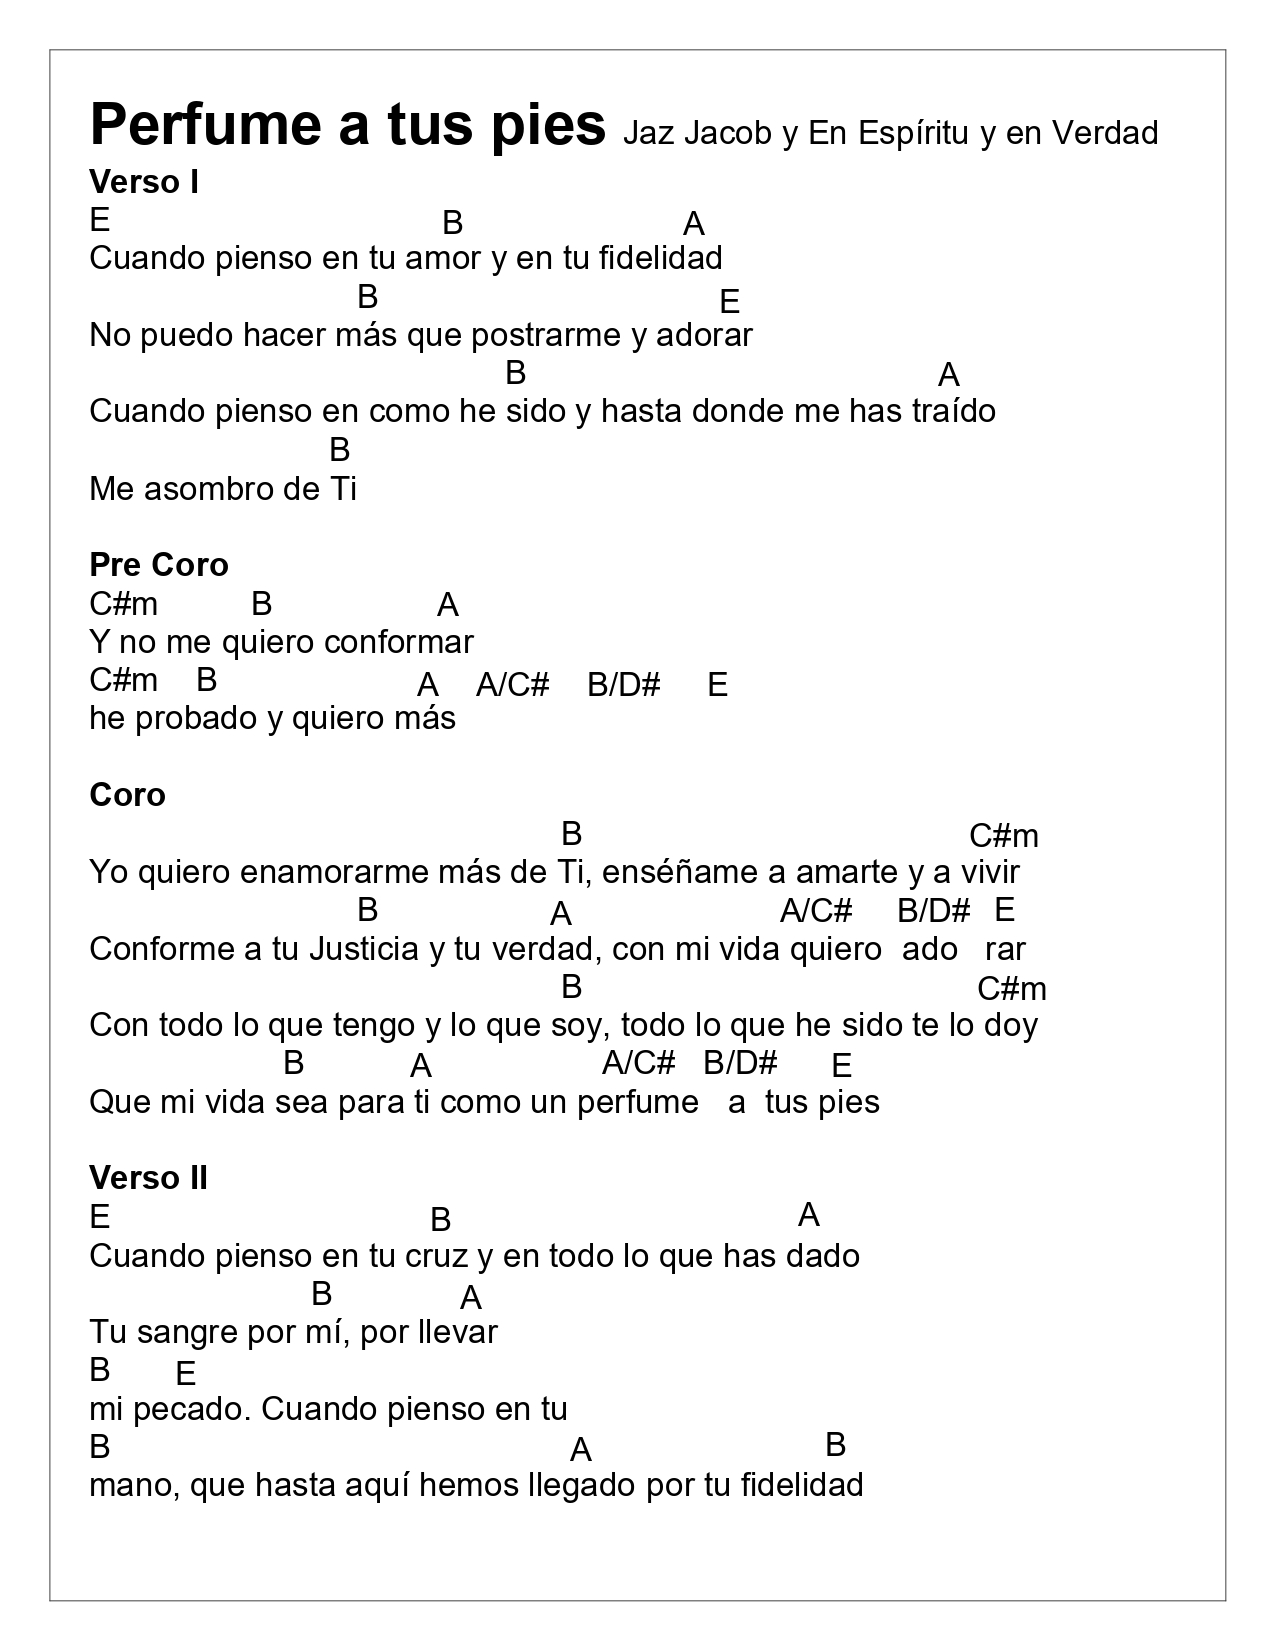 Perfume a tus pies Jaz Jacob y En Espíritu y en Verdad
Verso I
E B A
Cuando pienso en tu amor y en tu fidelidad
B E
No puedo hacer más que postrarme y adorar
B A
Cuando pienso en como he sido y hasta donde me has traído
B
Me asombro de Ti
Pre Coro
C#m B A
Y no me quiero conformar
C#m B A A/C# B/D# E
he probado y quiero más
Coro
B C#m
Yo quiero enamorarme más de Ti, enséñame a amarte y a vivir
B A A/C# B/D# E
Conforme a tu Justicia y tu verdad, con mi vida quiero ado rar
B C#m
Con todo lo que tengo y lo que soy, todo lo que he sido te lo doy
B A A/C# B/D# E
Que mi vida sea para ti como un perfume a tus pies
Verso II
E B A
Cuando pienso en tu cruz y en todo lo que has dado
B A
Tu sangre por mí, por llevar
B E
mi pecado. Cuando pienso en tu
B A B
mano, que hasta aquí hemos llegado por tu fidelidad